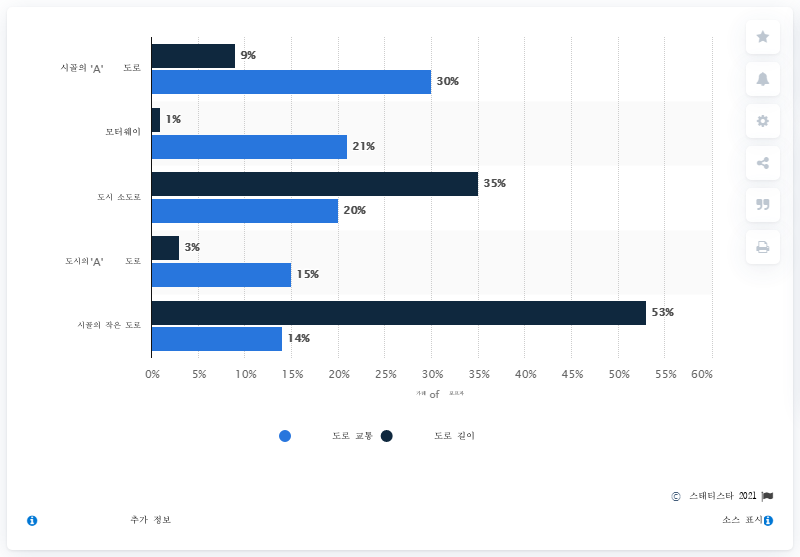 9%
시골의 'A' 도로
30%
1%
모터웨이
21%
35%
도시 소도로
20%
3%
도시의 'A' 도로
15%
53%
시골의 작은 도로
14%
0% 5% 10% 15% 20% 25% 30% 35% 40% 45% 50% 55% 60%
of
도로 교통 도로 길이
© 스태티스타 2021
추가 정보 소스 표시